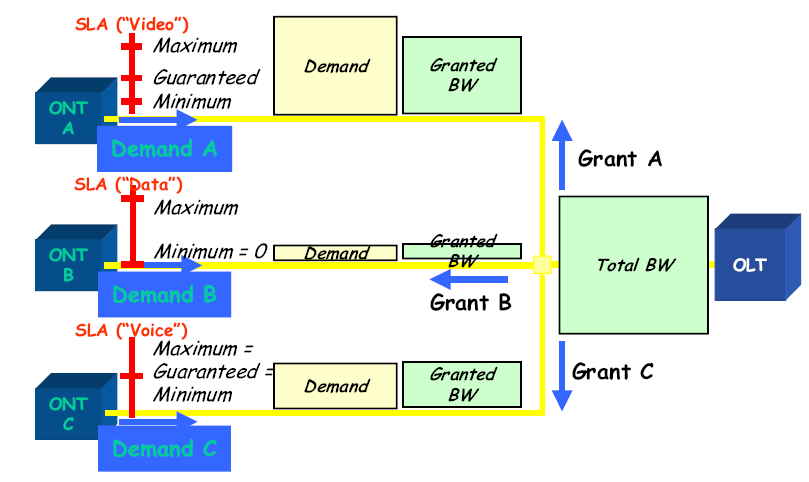 SLA (“Video”)
Maximum
Guaranteed
Minimum
ONT
A
Demand A
Demand
Granted
BW
Grant A
SLA (“Data”)
Maximum
Minimum = 0
ONT
B
Demand B
Demand
Granted
BW
Grant B
Total BW
OLT
SLA (“Voice”)
Maximum =
Guaranteed =
Minimum
ONT
C
Demand C
Demand
Granted
BW
Grant C